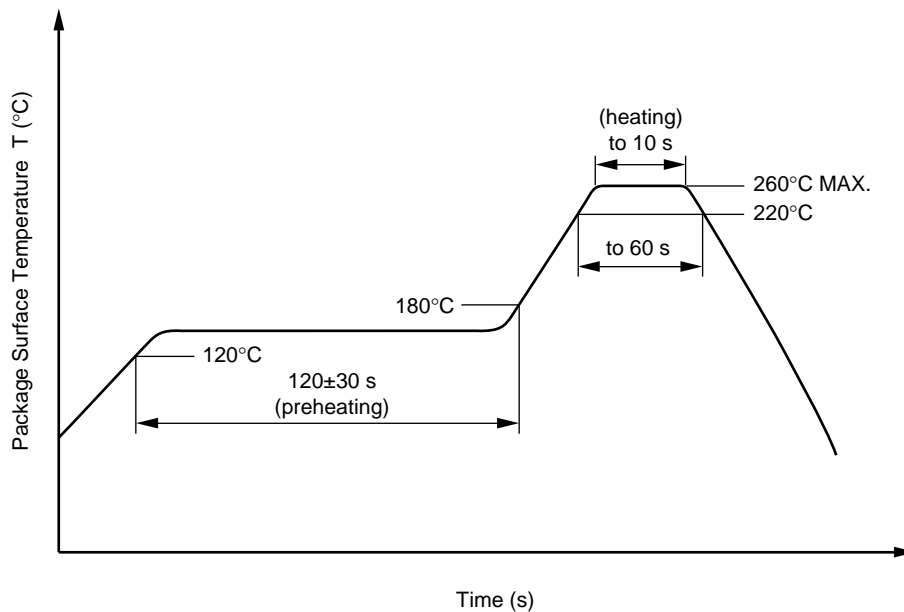 Package Surface Temperature T (°C)
(heating)
to 10 s
260°C MAX.
220°C
to 60 s
180°C
120°C
120±30 s
(preheating)
Time (s)